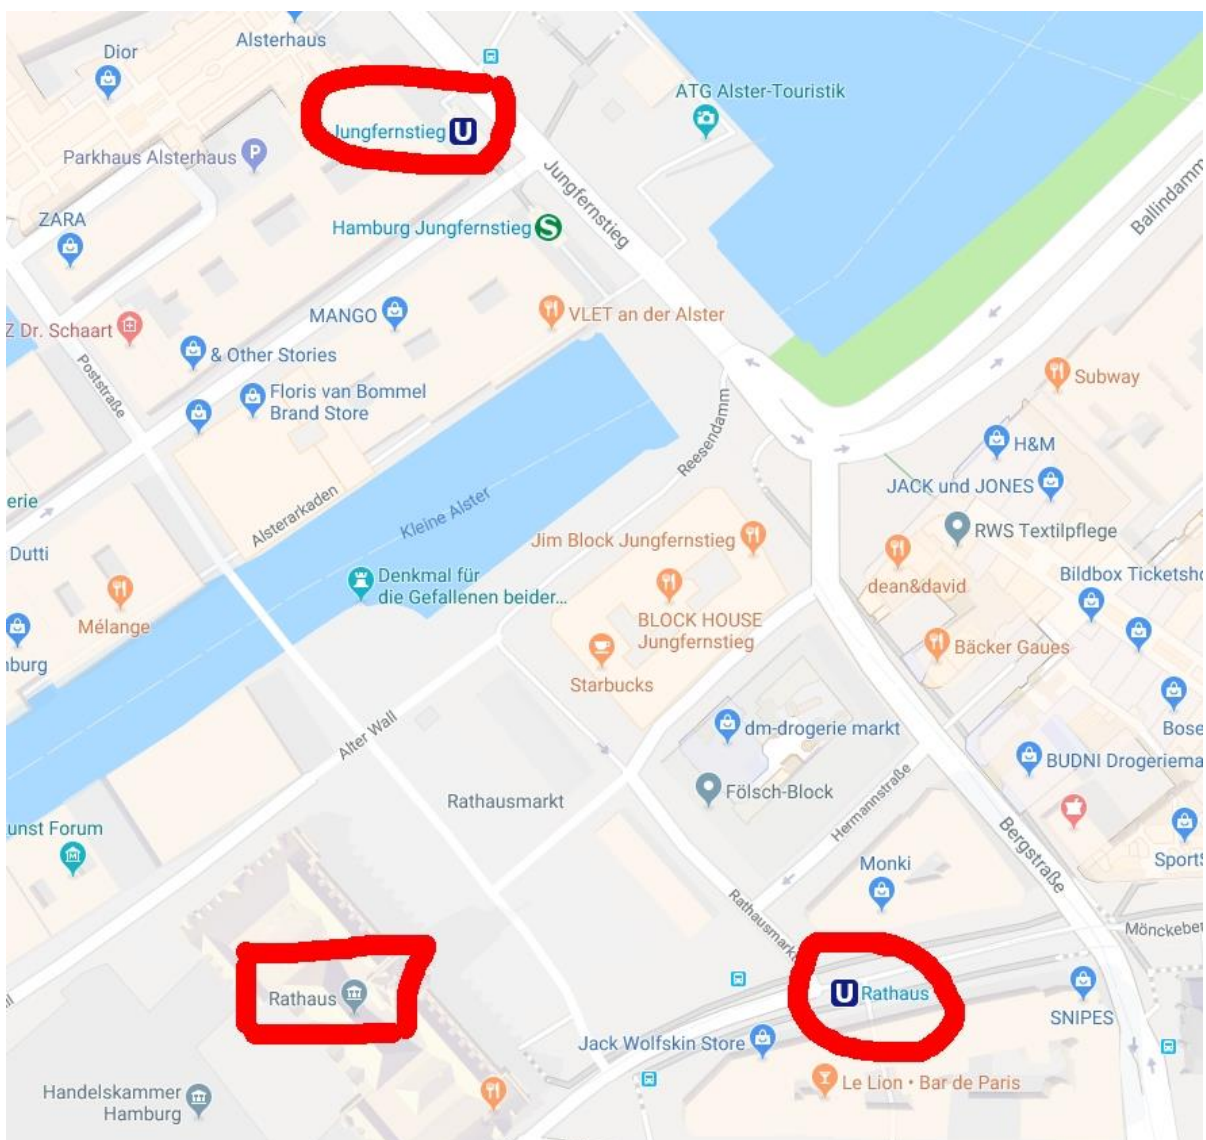 Dior
Alsterhaus
ATG Alster-Touristik
Jungfernstieg U
Parkhaus Alsterhaus P
Jungfernstieg
Ballindamm
ZARA
Hamburg Jungfernstieg S
MANGO
VLET an der Alster
Z Dr. Schaart
& Other Stories
Poststraße
Subway
Floris van Bommel
Brand Store
Reesendamm
H&M
JACK und JONES
erie
Alsterarkaden
Kleine Alster
RWS Textilpflege
Jim Block Jungfernstieg
Dutti
Denkmal für
die Gefallenen beider...
dean&david
Bildbox Ticketsho
Mélange
BLOCK HOUSE
Jungfernstieg
Bäcker Gaues
nburg
Starbucks
Alter Wall
dm-drogerie markt
Bose
BUDNI Drogeriema
Rathausmarkt
Fölsch-Block
Hermannstraße
unst Forum
M
Bergstraße
Monki
SportS
Rathausmarkt
Mönckeber
Rathaus
U Rathaus
SNIPES
Jack Wolfskin Store
Le Lion • Bar de Paris
Handelskammer
Hamburg